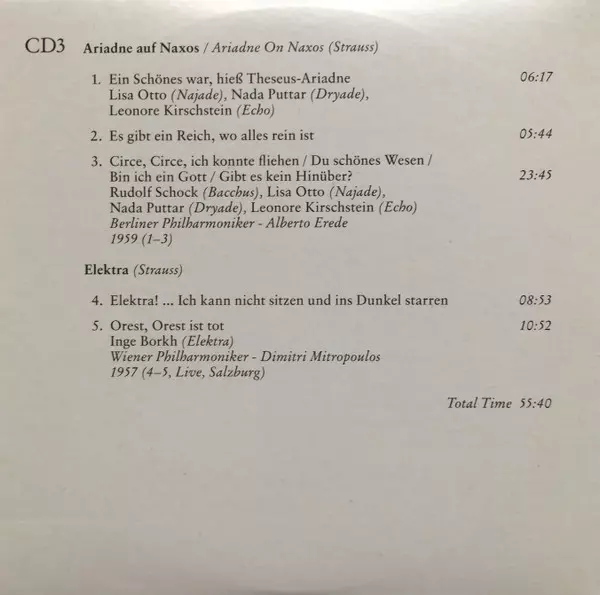 CD3 Ariadne auf Naxos / Ariadne On Naxos (Strauss)
1. Ein Schönes war, hieß Theseus-Ariadne 06:17
Lisa Otto (Najade), Nada Puttar (Dryade),
Leonore Kirschstein (Echo)
2. Es gibt ein Reich, wo alles rein ist 05:44
3. Circe, Circe, ich konnte fliehen / Du schönes Wesen /
Bin ich ein Gott / Gibt es kein Hinüber? 23:45
Rudolf Schock (Bacchus), Lisa Otto (Najade),
Nada Puttar (Dryade), Leonore Kirschstein (Echo)
Berliner Philharmoniker - Alberto Erede
1959 (1-3)
Elektra (Strauss)
4. Elektra! ... Ich kann nicht sitzen und ins Dunkel starren 08:53
5. Orest, Orest ist tot 10:52
Inge Borkh (Elektra)
Wiener Philharmoniker - Dimitri Mitropoulos
1957 (4-5, Live, Salzburg)
Total Time 55:40